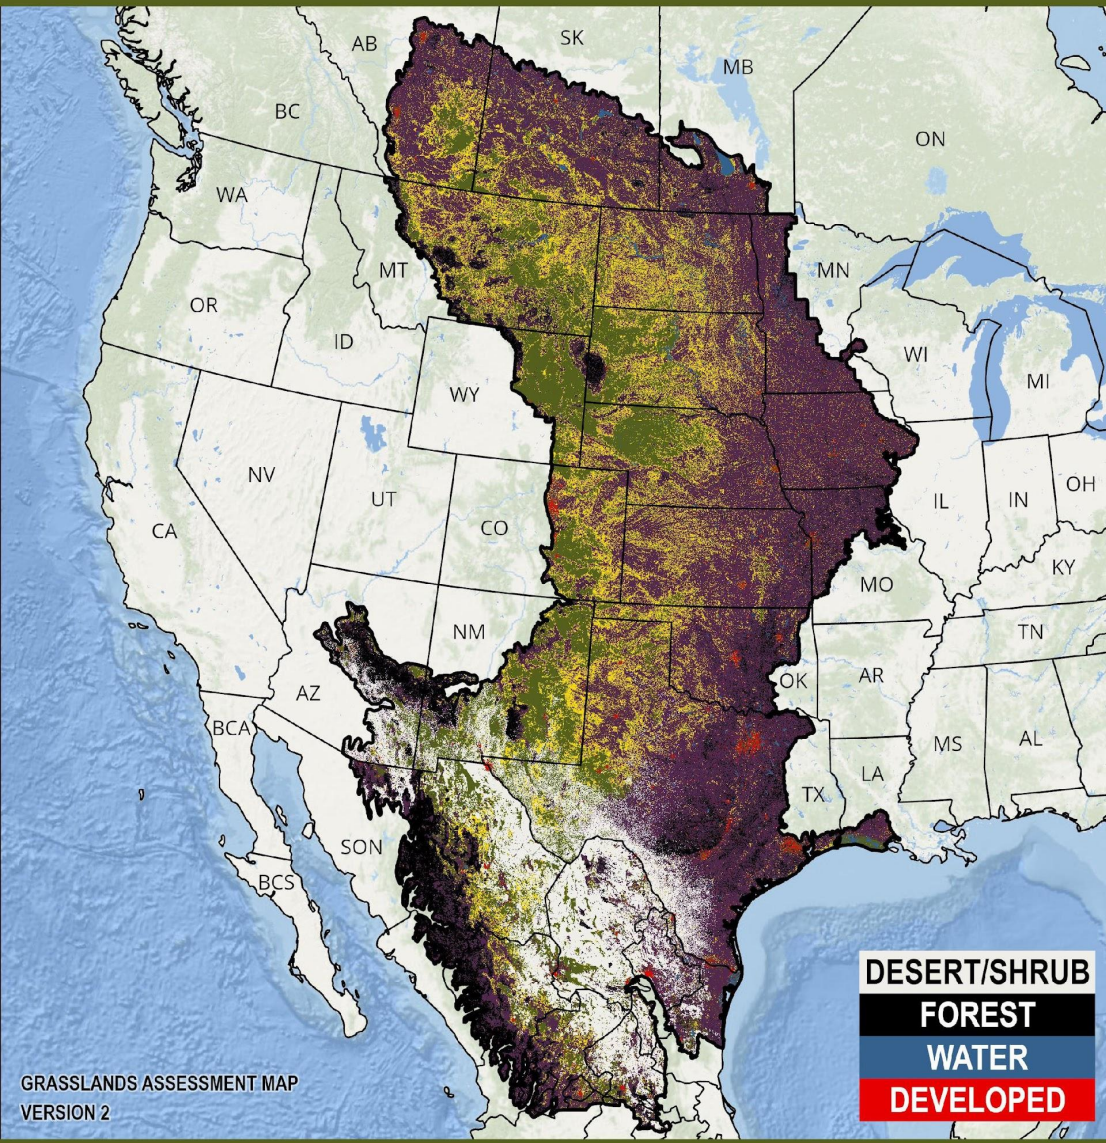 AB
SK
MB
BC
ON
WA
MT
MN
OR
ID
WI
MI
WY
NV
UT
CO
IL
IN
OH
CA
MO
KY
NM
TN
AZ
OK
AR
BCA
MS
AL
TX
LA
SON
BCS
DESERT/SHRUB
FOREST
WATER
DEVELOPED
GRASSLANDS ASSESSMENT MAP
VERSION 2